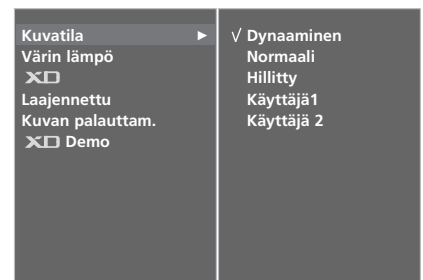 Kuvatila ►
Värin lämpö
XD
Laajennettu
Kuvan palauttam.
XD Demo
√ Dynaaminen
Normaali
Hillitty
Käyttäjä1
Käyttäjä 2